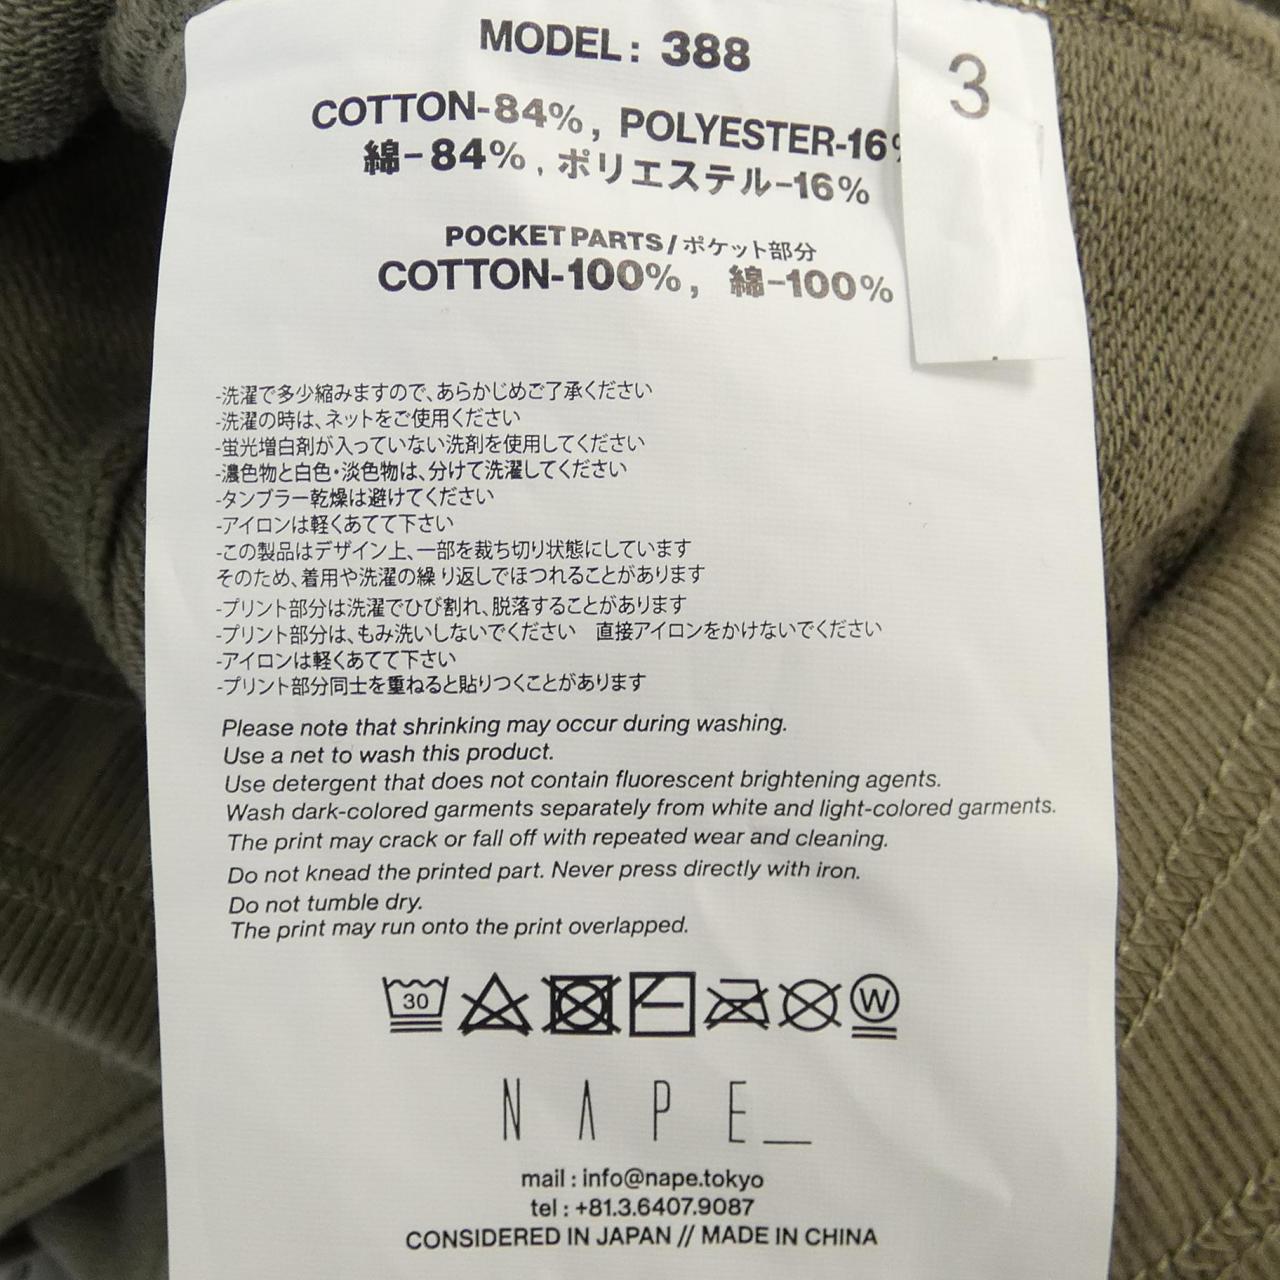 MODEL: 388
3
COTTON-84%, POLYESTER-16%
綿-84%, ポリエステル-16%
POCKET PARTS/ポケット部分
COTTON-100%, 綿-100%
-洗濯で多少縮みますので、あらかじめご了承ください
-洗濯の時は、ネットをご使用ください
-蛍光増白剤が入っていない洗剤を使用してください
-濃色物と白色・淡色物は、分けて洗濯してください
-タンブラー乾燥は避けてください
-アイロンは軽くあてて下さい
-この製品はデザイン上、一部を裁ち切り状態にしています
そのため、着用や洗濯の繰り返しでほつれることがあります
-プリント部分は洗濯でひび割れ、脱落することがあります
-プリント部分は、もみ洗いしないでください 直接アイロンをかけないでください
-アイロンは軽くあてて下さい
-プリント部分同士を重ねると貼りつくことがあります
Please note that shrinking may occur during washing.
Use a net to wash this product.
Use detergent that does not contain fluorescent brightening agents.
Wash dark-colored garments separately from white and light-colored garments.
The print may crack or fall off with repeated wear and cleaning.
Do not knead the printed part. Never press directly with iron.
Do not tumble dry.
The print may run onto the print overlapped.
30 W
NAPE_
mail : info@nape.tokyo
tel : +81.3.6407.9087
CONSIDERED IN JAPAN // MADE IN CHINA